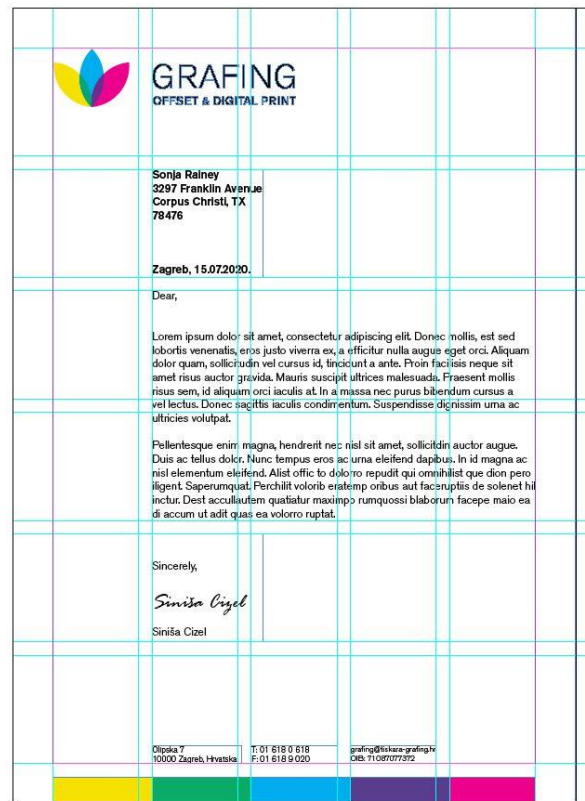 GRAFING
OFFSET & DIGITAL PRINT
Sonja Rainey
3297 Franklin Avenue
Corpus Christi, TX
78476
Zagreb, 15.07.2020.
Dear,
Lorem ipsum dolor sit amet, consectetur adipiscing elit. Donec mollis, est sed
lobortis venenatis, eros justo viverra ex, a efficitur nulla augue eget orci. Aliquam
dolor quam, sollicitudin vel cursus id, tincidunt a ante. Proin facilisis neque sit
amet risus auctor gravida. Mauris suscipit ultrices malesuada. Praesent mollis
risus sem, id aliquam orci iaculis at. In a massa nec purus bibendum cursus a
vel lectus. Donec sagittis iaculis condimentum. Suspendisse dignissim urna ac
ultricies volutpat.
Pellentesque enim magna, hendrerit nec nisl sit amet, sollicitdin auctor augue.
Duis ac tellus dolor. Nunc tempus eros ac urna eleifend dapibus. In id magna ac
nisl elementum eleifend. Alist offic to dolorro repudit qui omnihilist que dion pero
iligent. Saperumquat. Perchilit volorib eratemp oribus aut faceruptiis de solenet hil
inctur. Dest accullautem quatiatur maximpo rumquossi blaborum facepe maio ea
di accum ut adit quas ea volorro ruptat.
Sincerely,
Siniša Cizel
Siniša Cizel
Olipska 7
10000 Zagreb, Hrvatska
T: 01 618 0 618
F: 01 618 9 020
grafing@tiskara-grafing.hr
OIB: 71087077372